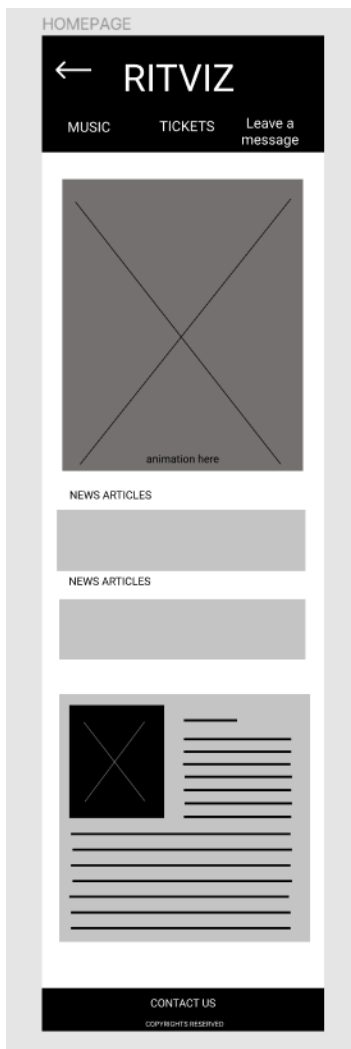 HOMEPAGE
RITVIZ
MUSIC TICKETS Leave a
message
animation here
NEWS ARTICLES
NEWS ARTICLES
CONTACT US
COPYRIGHTS RESERVED